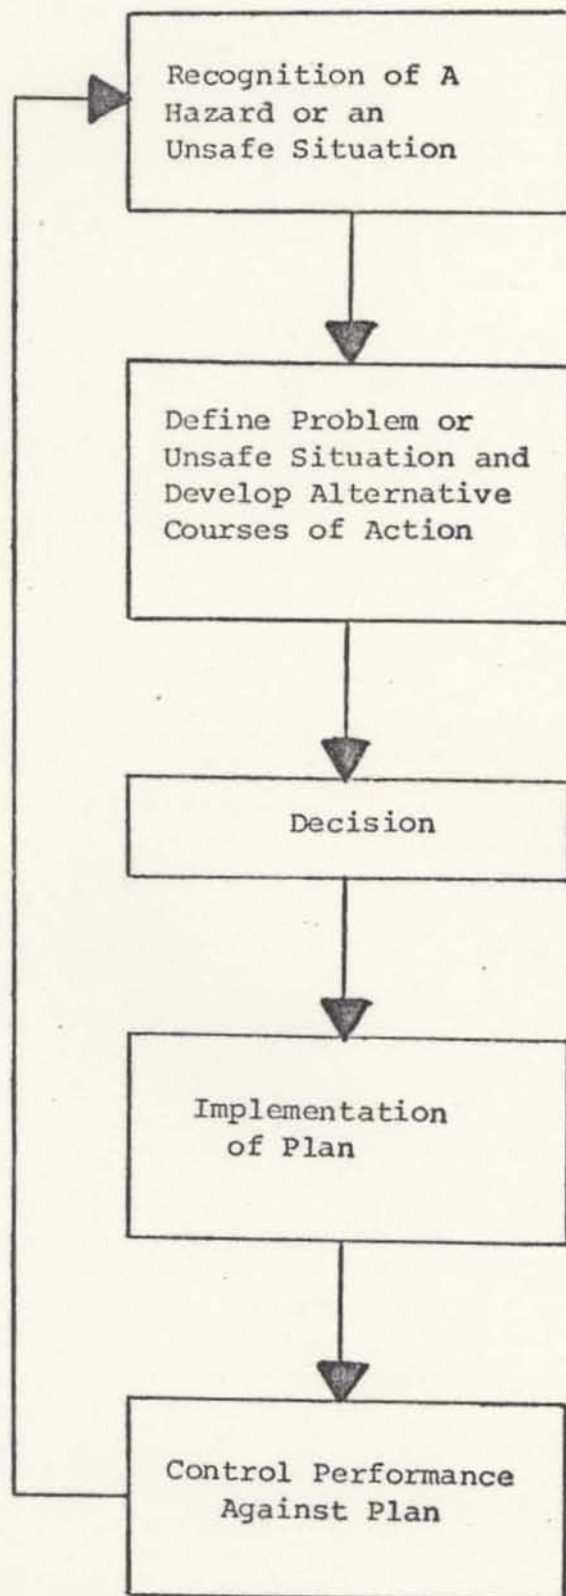 Recognition of A
Hazard or an
Unsafe Situation
Define Problem or
Unsafe Situation and
Develop Alternative
Courses of Action
Decision
Implementation
of Plan
Control Performance
Against Plan